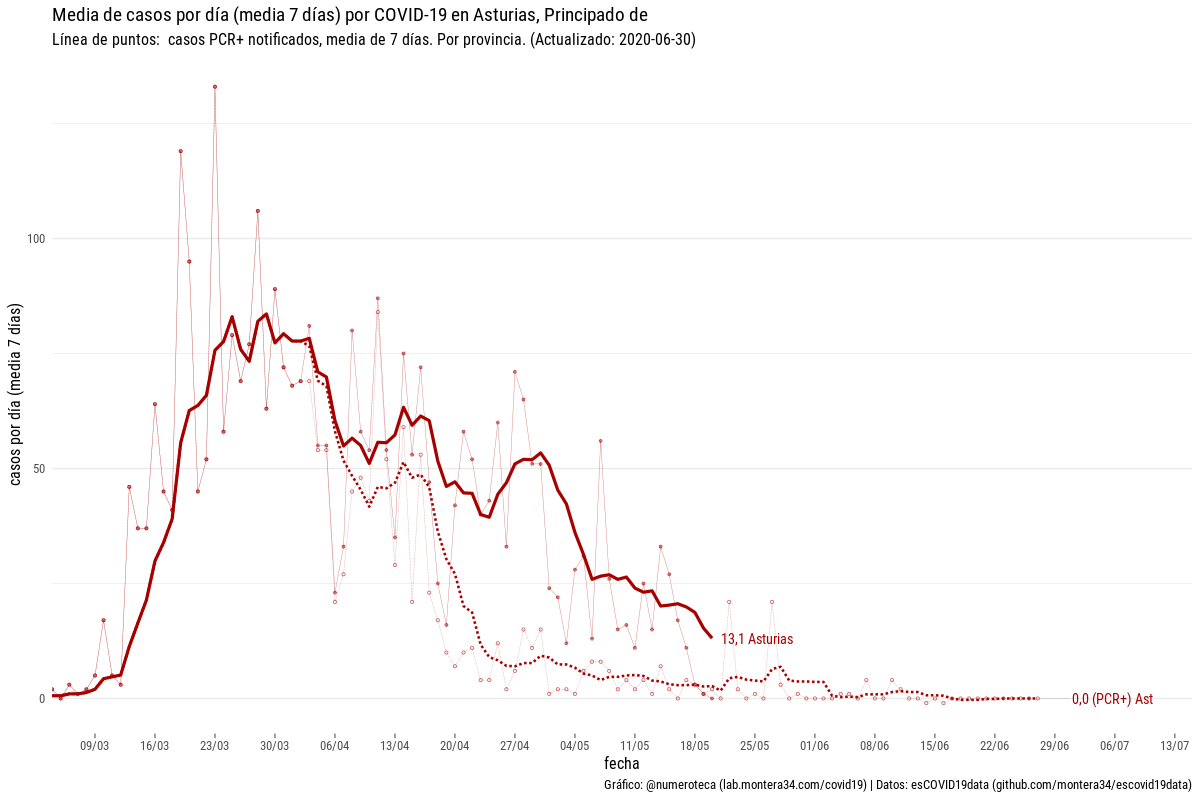 Media de casos por día (media 7 días) por COVID-19 en Asturias, Principado de
Línea de puntos:  casos PCR+ notificados, media de 7 días. Por provincia. (Actualizado: 2020-06-30)
casos por día (media 7 días)
100
50
0
13,1 Asturias
0,0 (PCR+) Ast
09/03 16/03 23/03 30/03 06/04 13/04 20/04 27/04 04/05 11/05 18/05 25/05 01/06 08/06 15/06 22/06 29/06 06/07 13/07
fecha
Gráfico: @numeroteca (lab.montera34.com/covid19) | Datos: esCOVID19data (github.com/montera34/escovid19data)